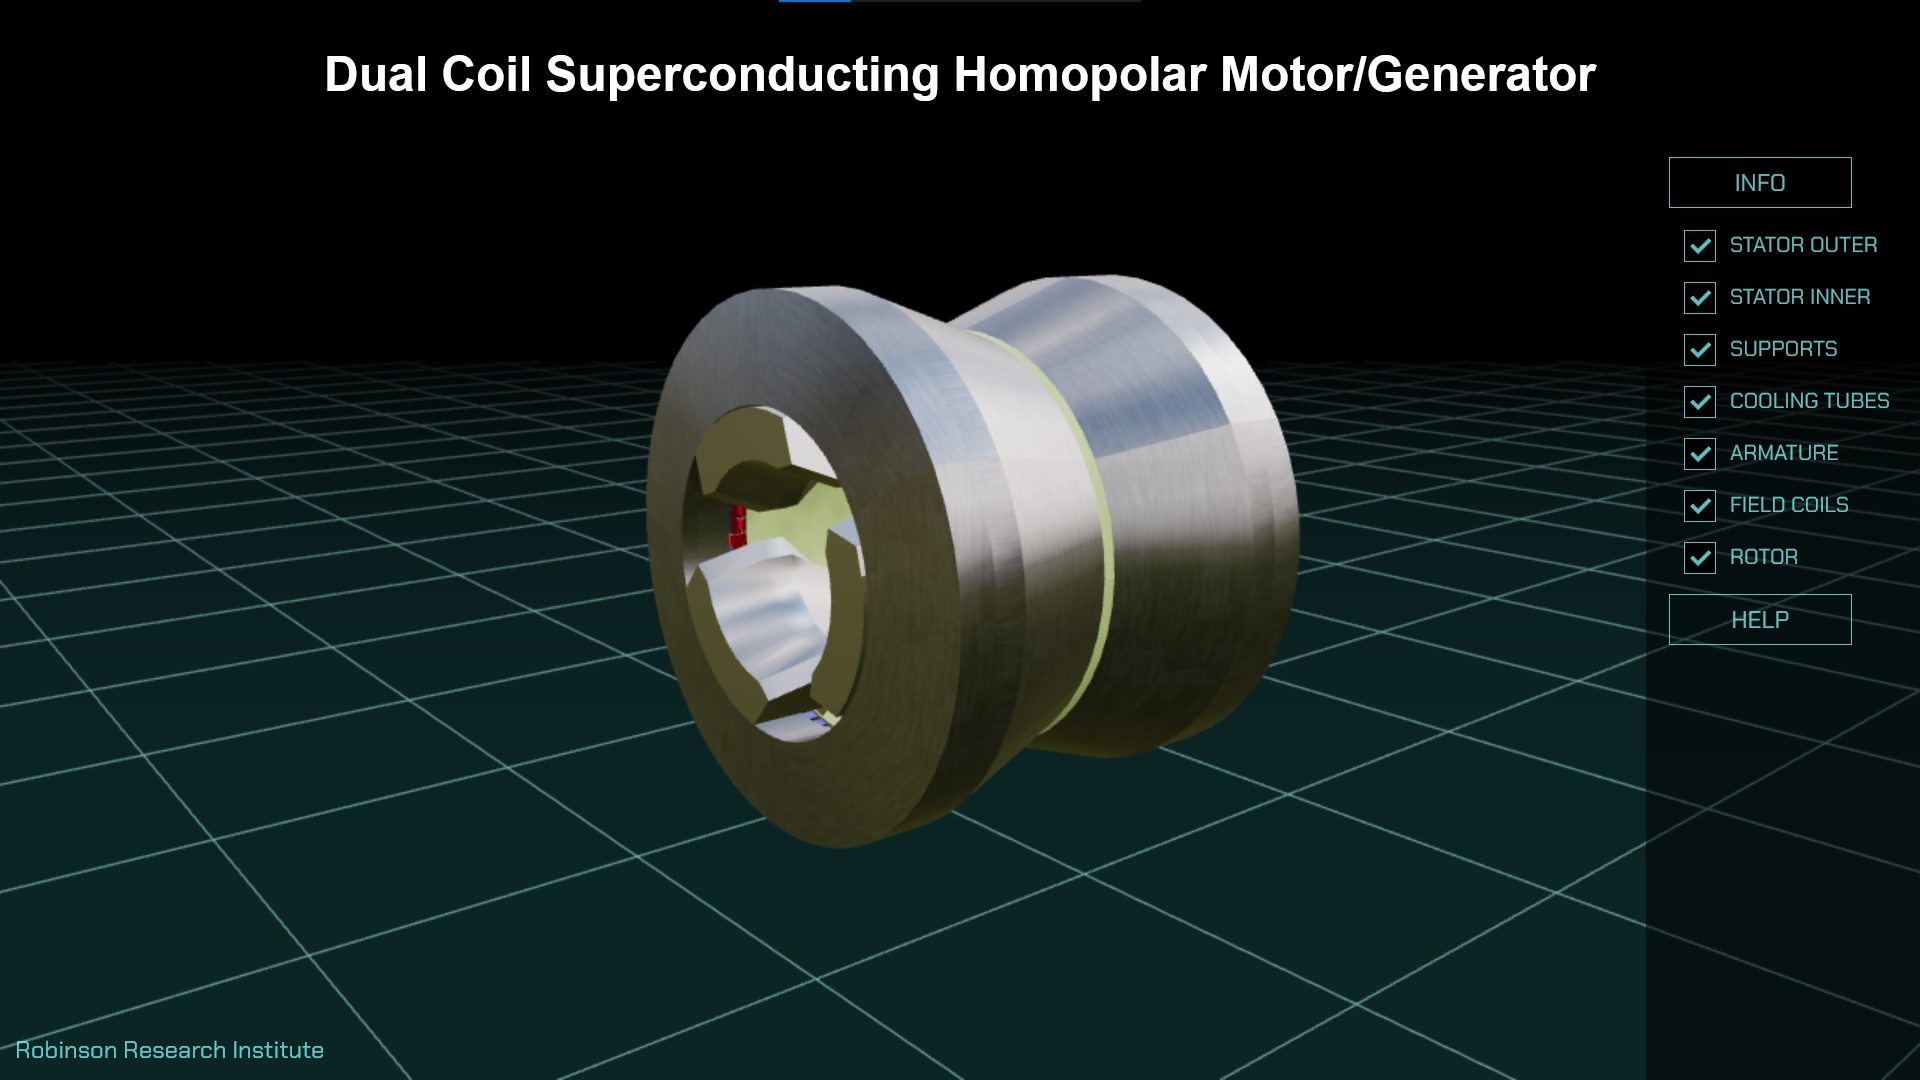 Dual Coil Superconducting Homopolar Motor/Generator
INFO
STATOR OUTER
STATOR INNER
SUPPORTS
COOLING TUBES
ARMATURE
FIELD COILS
ROTOR
HELP
Robinson Research Institute